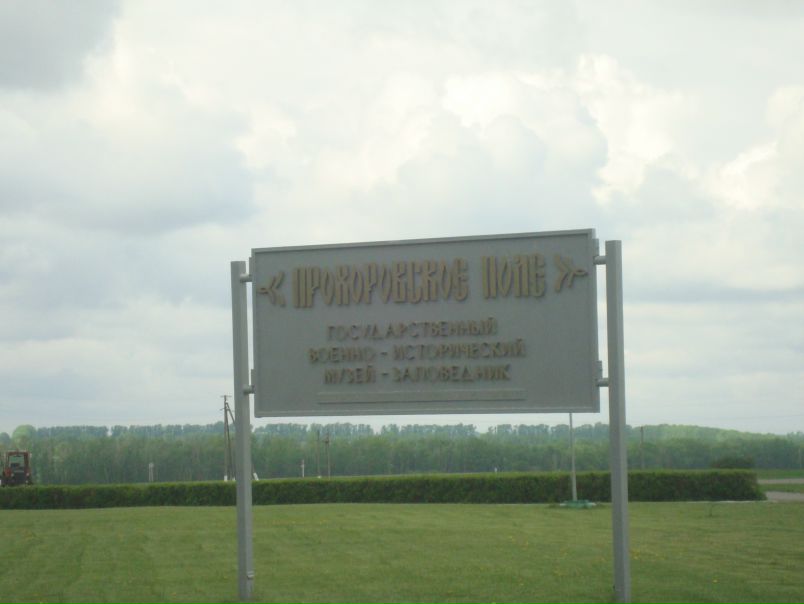 ПРОХОРОВСКОЕ ПОЛЕ
ГОСУДАРСТВЕННЫЙ
ВОЕННО - ИСТОРИЧЕСКИЙ
МУЗЕЙ - ЗАПОВЕДНИК